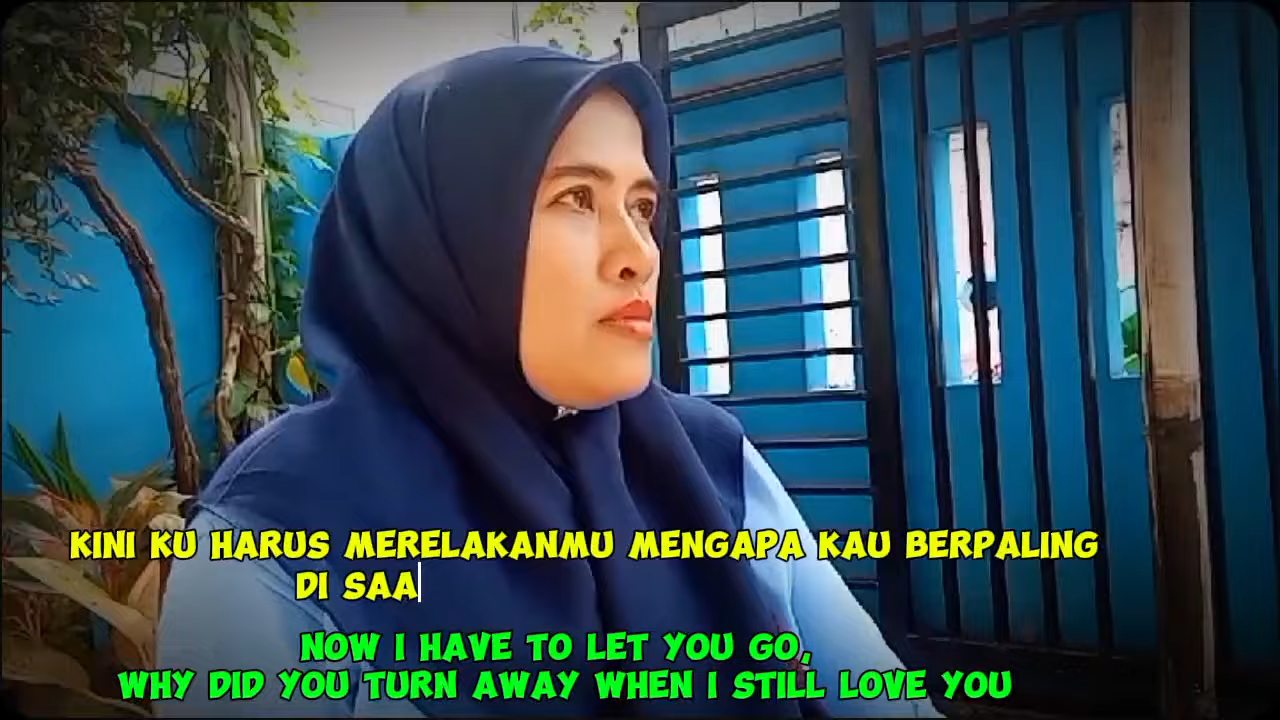 KINI KU HARUS MERELAKANMU MENGAPA KAU BERPALING
DI SAA
NOW I HAVE TO LET YOU GO,
WHY DID YOU TURN AWAY WHEN I STILL LOVE YOU